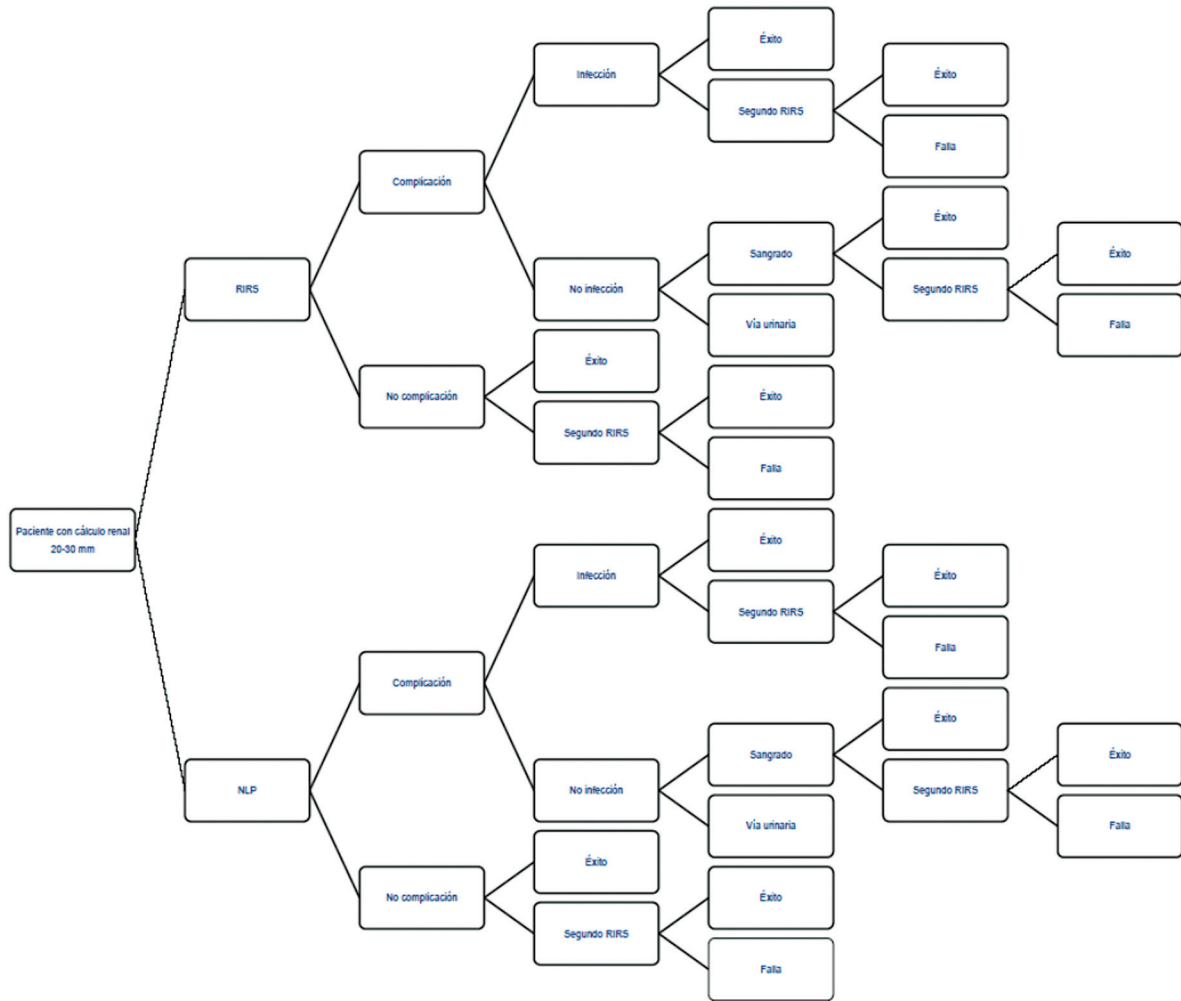 Éxito
Infección
Éxito
Segundo RIRS
Éxito
Falla
Complicación
Éxito
Sangrado
Éxito
No infección
Segundo RIRS
RIRS
Vía urinaria
Falla
Éxito
No complicación
Éxito
Segundo RIRS
Falla
Paciente con cálculo renal
20-30 mm
Éxito
Infección
Éxito
Segundo RIRS
Falla
Complicación
Éxito
Sangrado
Éxito
No infección
Segundo RIRS
NLP
Vía urinaria
Falla
Éxito
No complicación
Éxito
Segundo RIRS
Falla